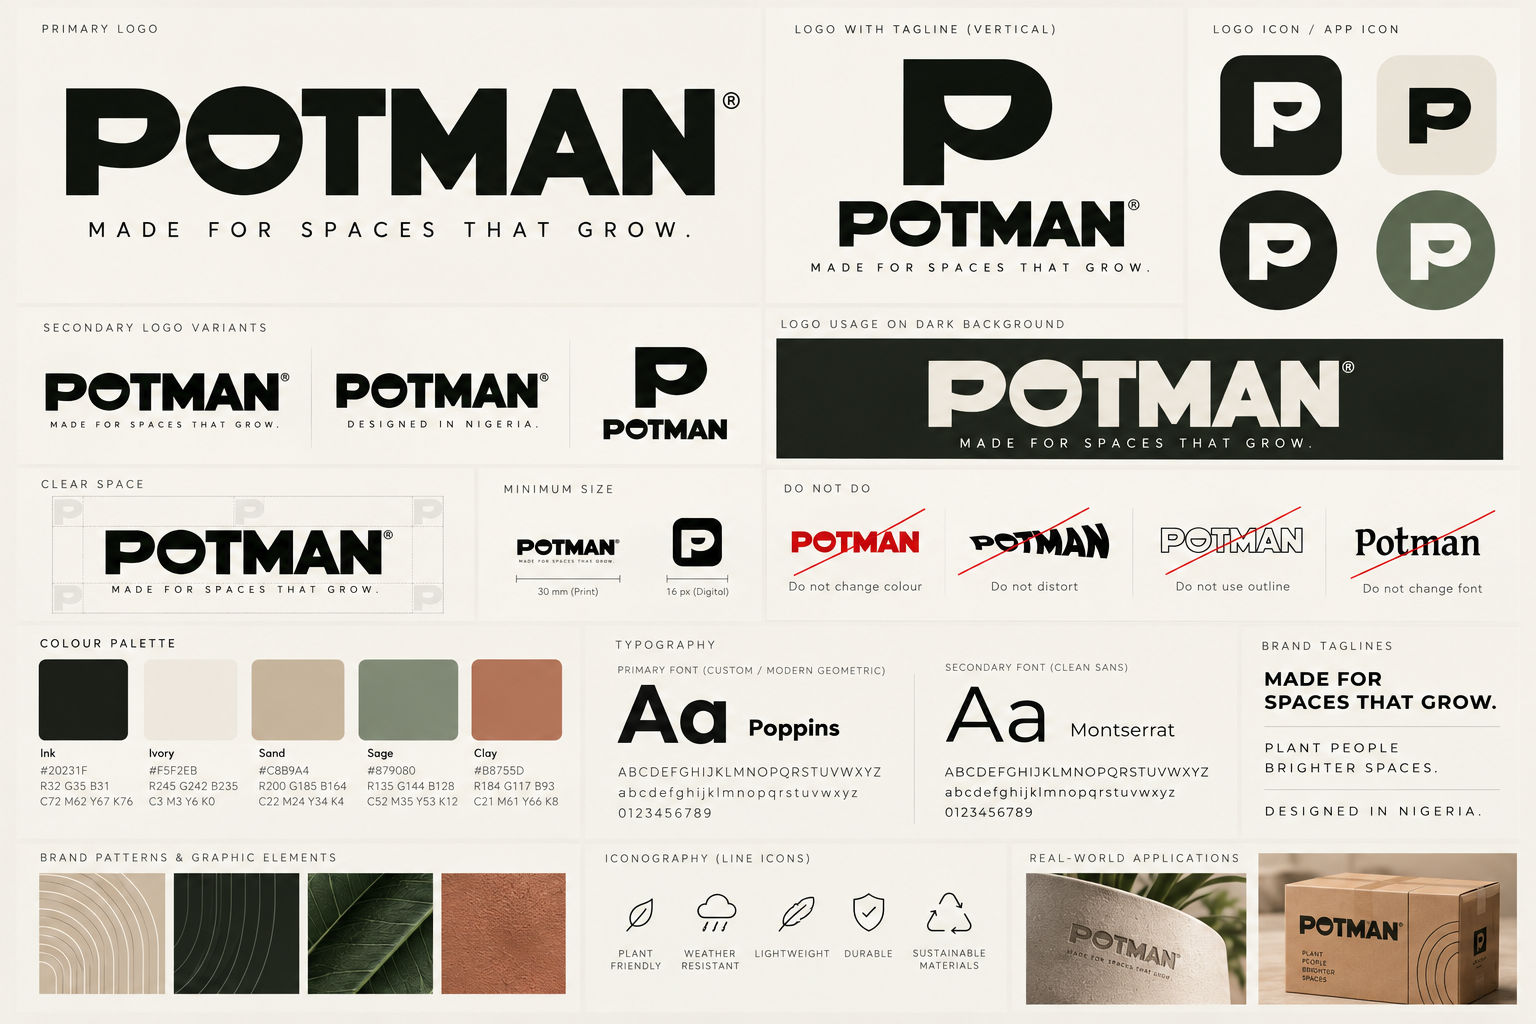 PRIMARY LOGO
POTMAN®
MADE FOR SPACES THAT GROW.
LOGO WITH TAGLINE (VERTICAL)
P
POTMAN®
MADE FOR SPACES THAT GROW.
LOGO ICON / APP ICON
P
P
P
P
SECONDARY LOGO VARIANTS
POTMAN®
MADE FOR SPACES THAT GROW.
POTMAN®
DESIGNED IN NIGERIA.
P
POTMAN
LOGO USAGE ON DARK BACKGROUND
POTMAN®
MADE FOR SPACES THAT GROW.
CLEAR SPACE
P
P
P
POTMAN®
MADE FOR SPACES THAT GROW.
P
P
MINIMUM SIZE
POTMAN®
MADE FOR SPACES THAT GROW.
30 mm (Print)
P
16 px (Digital)
DO NOT DO
POTMAN
Do not change colour
POTMAN
Do not distort
POTMAN
Do not use outline
Potman
Do not change font
COLOUR PALETTE
Ink
#20231F
R32 G35 B31
C72 M62 Y67 K76
Ivory
#F5F2EB
R245 G242 B235
C3 M3 Y6 K0
Sand
#C8B9A4
R200 G185 B164
C22 M24 Y34 K4
Sage
#879080
R135 G144 B128
C52 M35 Y53 K12
Clay
#B8755D
R184 G117 B93
C21 M61 Y66 K8
TYPOGRAPHY
PRIMARY FONT (CUSTOM / MODERN GEOMETRIC)
Aa Poppins
ABCDEFGHIJKLMNOPQRSTUVWXYZ
abcdefghijklmnopqrstuvwxyz
0123456789
SECONDARY FONT (CLEAN SANS)
Aa Montserrat
ABCDEFGHIJKLMNOPQRSTUVWXYZ
abcdefghijklmnopqrstuvwxyz
0123456789
BRAND TAGLINES
MADE FOR
SPACES THAT GROW.
PLANT PEOPLE
BRIGHTER SPACES.
DESIGNED IN NIGERIA.
BRAND PATTERNS & GRAPHIC ELEMENTS
ICONOGRAPHY (LINE ICONS)
PLANT
FRIENDLY
WEATHER
RESISTANT
LIGHTWEIGHT
DURABLE
SUSTAINABLE
MATERIALS
REAL-WORLD APPLICATIONS
POTMAN®
MADE FOR SPACES THAT GROW.
POTMAN®
PLANT
PEOPLE
BRIGHTER
SPACES
P